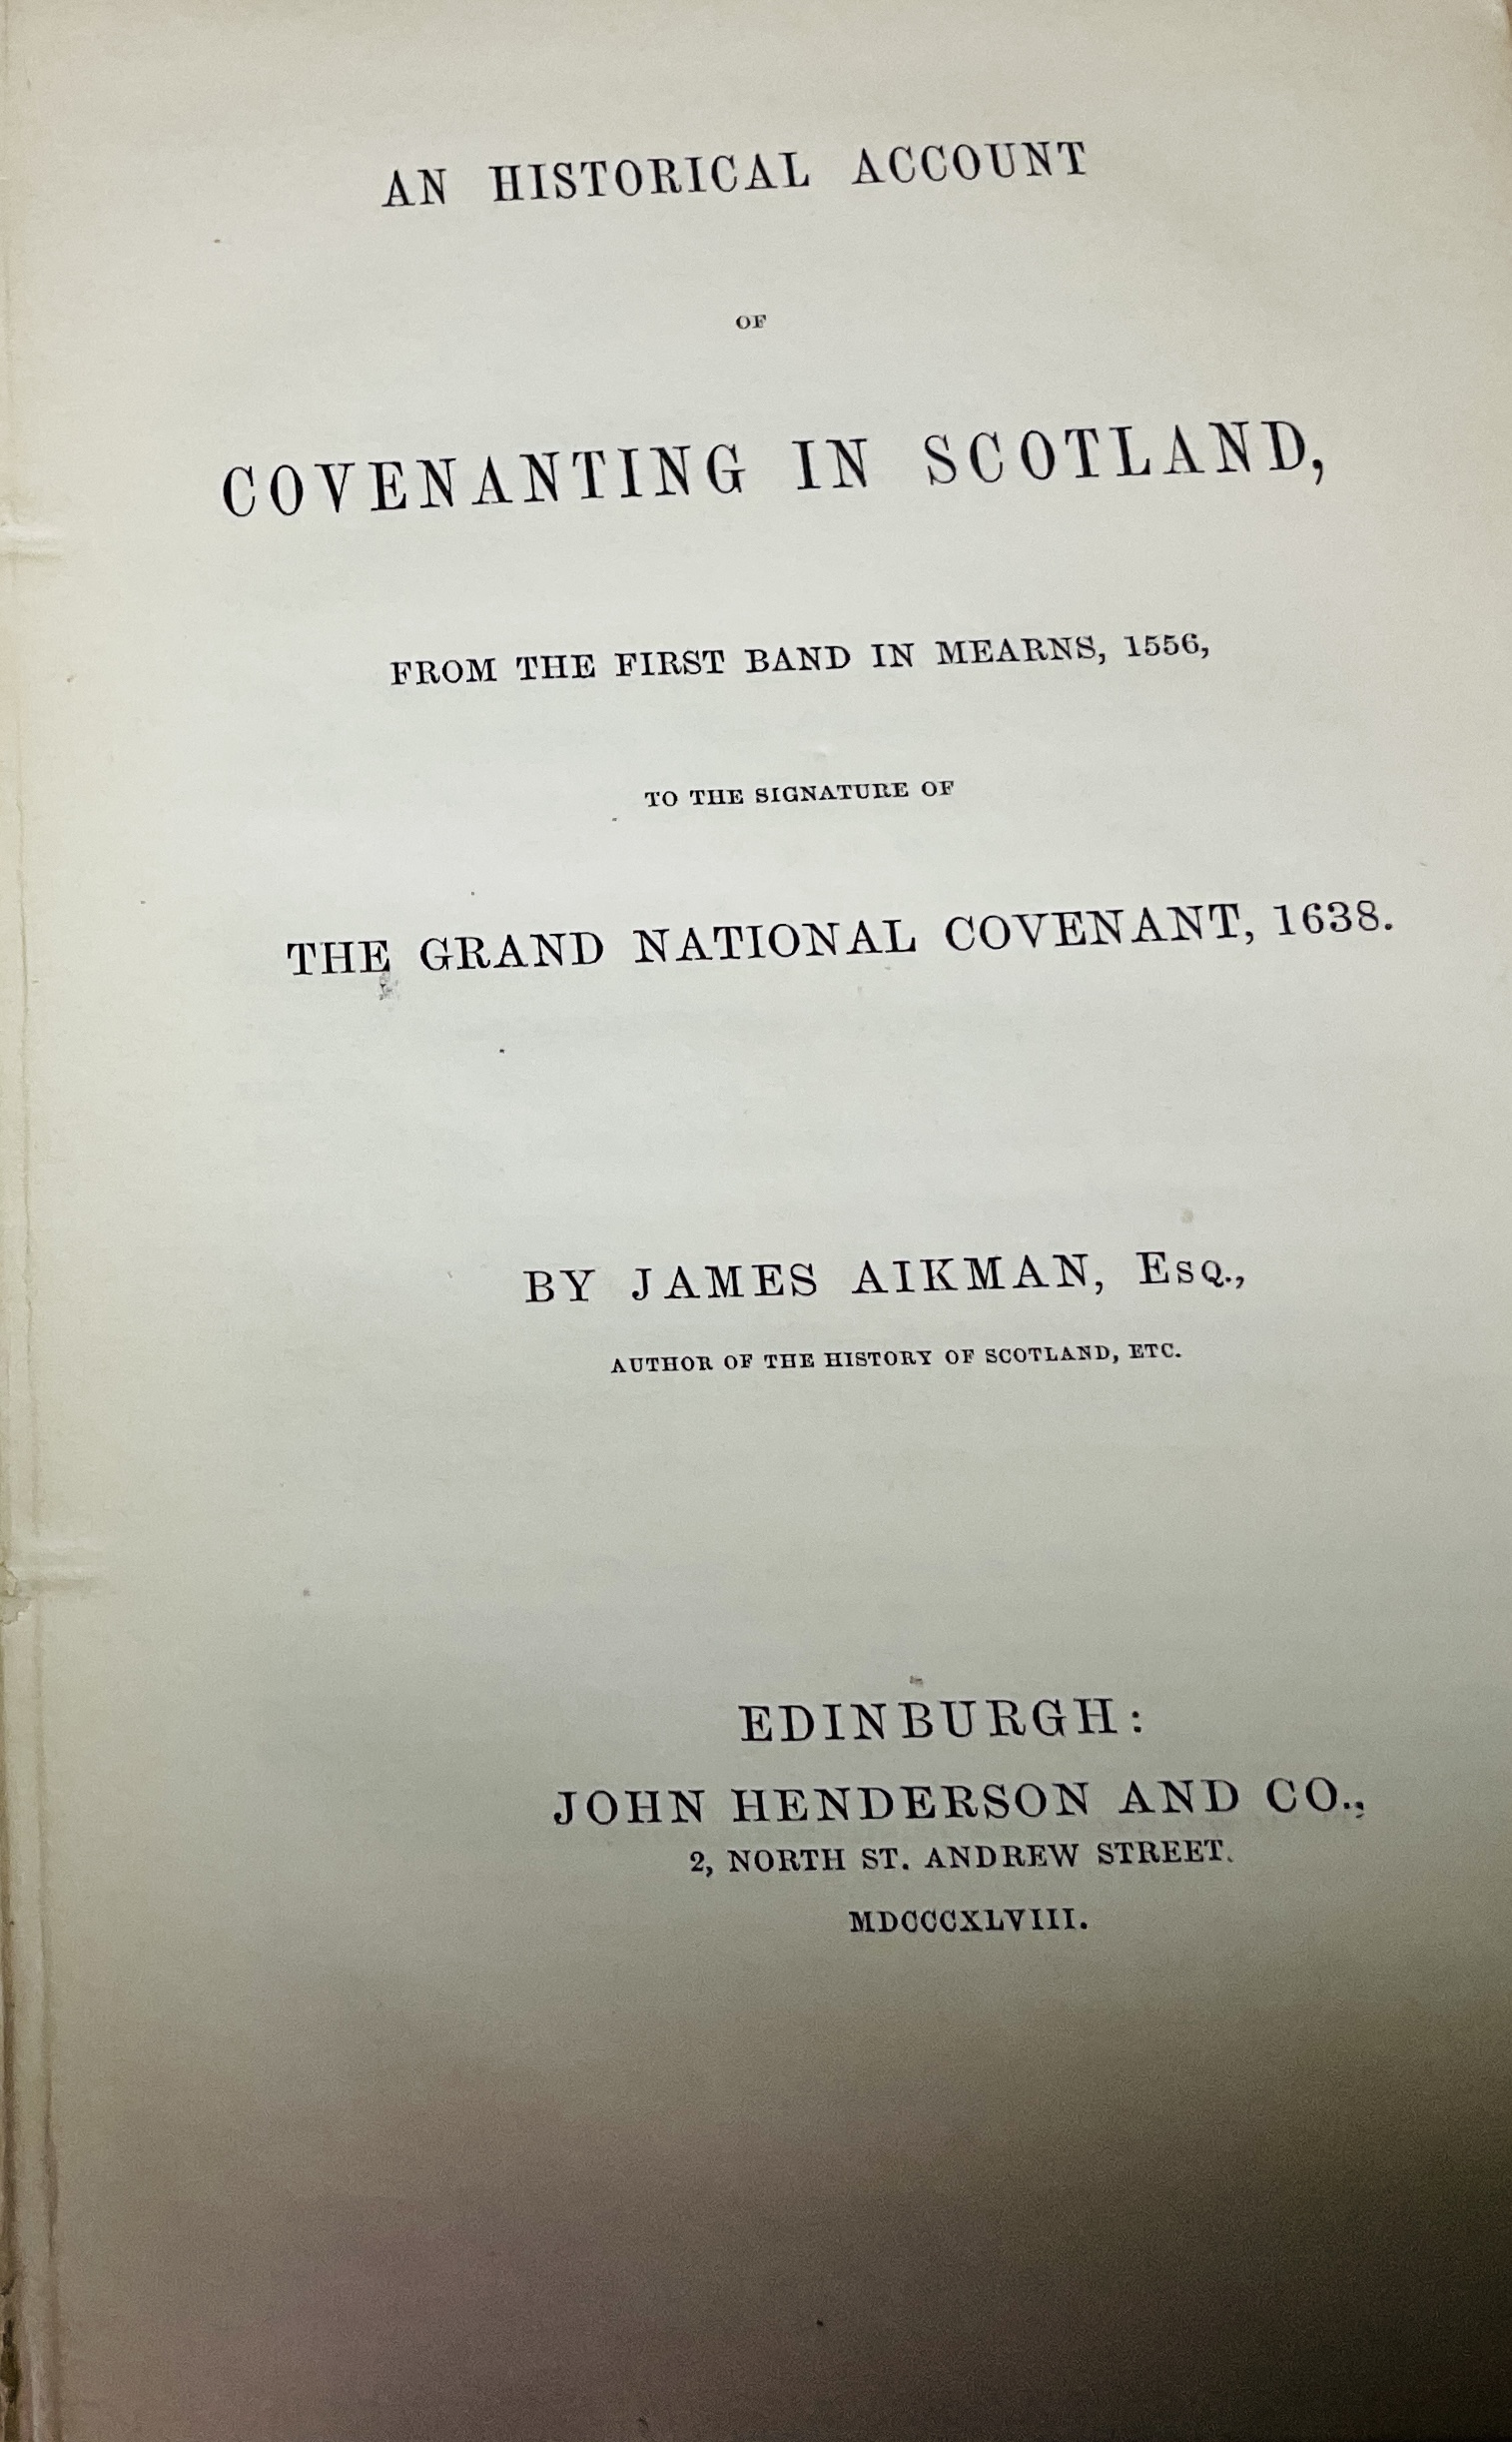 AN HISTORICAL ACCOUNT
OF
COVENANTING IN SCOTLAND,
FROM THE FIRST BAND IN MEARNS, 1556,
TO THE SIGNATURE OF
THE GRAND NATIONAL COVENANT, 1638.
BY JAMES AIKMAN, Esq.,
AUTHOR OF THE HISTORY OF SCOTLAND, ETC.
EDINBURGH:
JOHN HENDERSON AND CO.,
2, NORTH ST. ANDREW STREET.
MDCCCXLVIII.